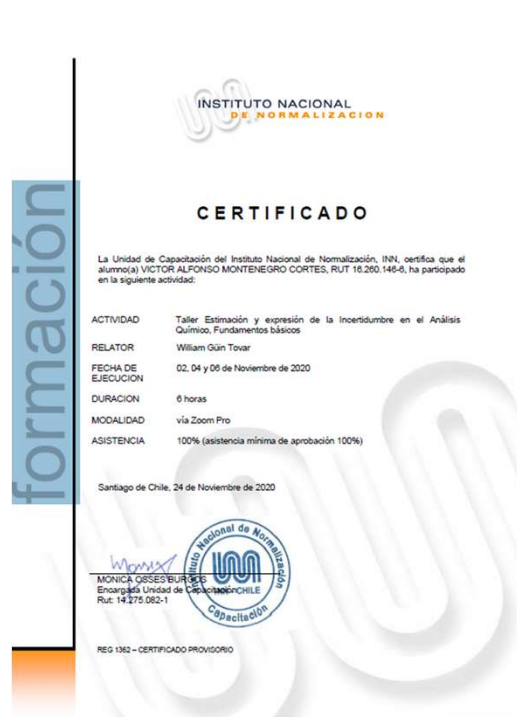 INSTITUTO NACIONAL
DE NORMALIZACION
formación
CERTIFICADO
La Unidad de Capacitación del Instituto Nacional de Normalización, INN, certifica que el
alumno(a) VICTOR ALFONSO MONTENEGRO CORTES, RUT 16.260.146-6, ha participado
en la siguiente actividad:
ACTIVIDAD Taller Estimación y expresión de la Incertidumbre en el Análisis
Químico, Fundamentos básicos
RELATOR William Güin Tovar
FECHA DE
EJECUCION 02, 04 y 06 de Noviembre de 2020
DURACION 6 horas
MODALIDAD vía Zoom Pro
ASISTENCIA 100% (asistencia mínima de aprobación 100%)
Santiago de Chile, 24 de Noviembre de 2020
Instituto Nacional de Normalización
CHILE
Capacitación
MONICA OSSES BURGOS
Encargada Unidad de Capacitación
Rut: 14.275.082-1
REG 1362 – CERTIFICADO PROVISORIO